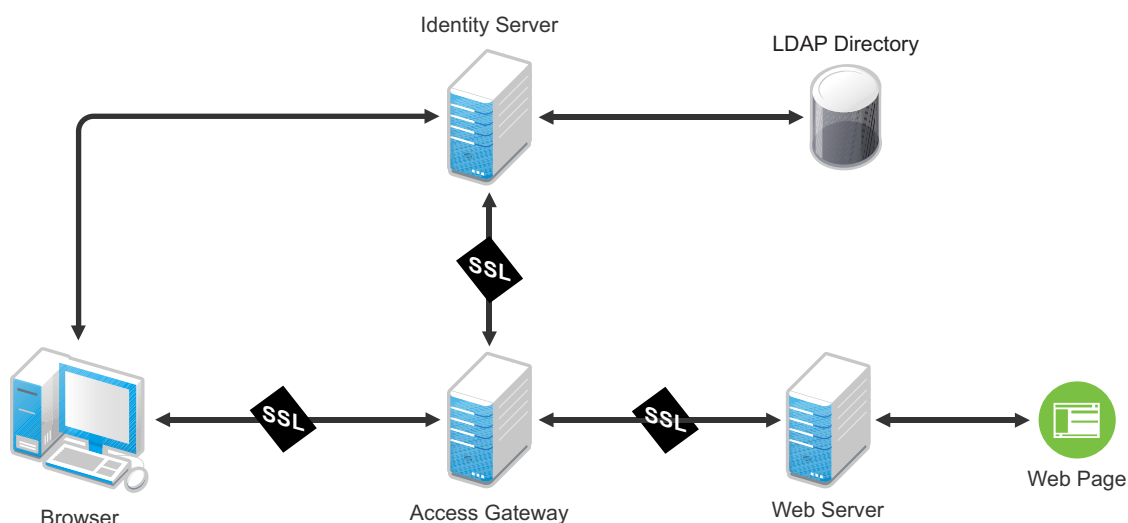 Identity Server
LDAP Directory
SSL
SSL
SSL
Web Page
Browser
Access Gateway
Web Server